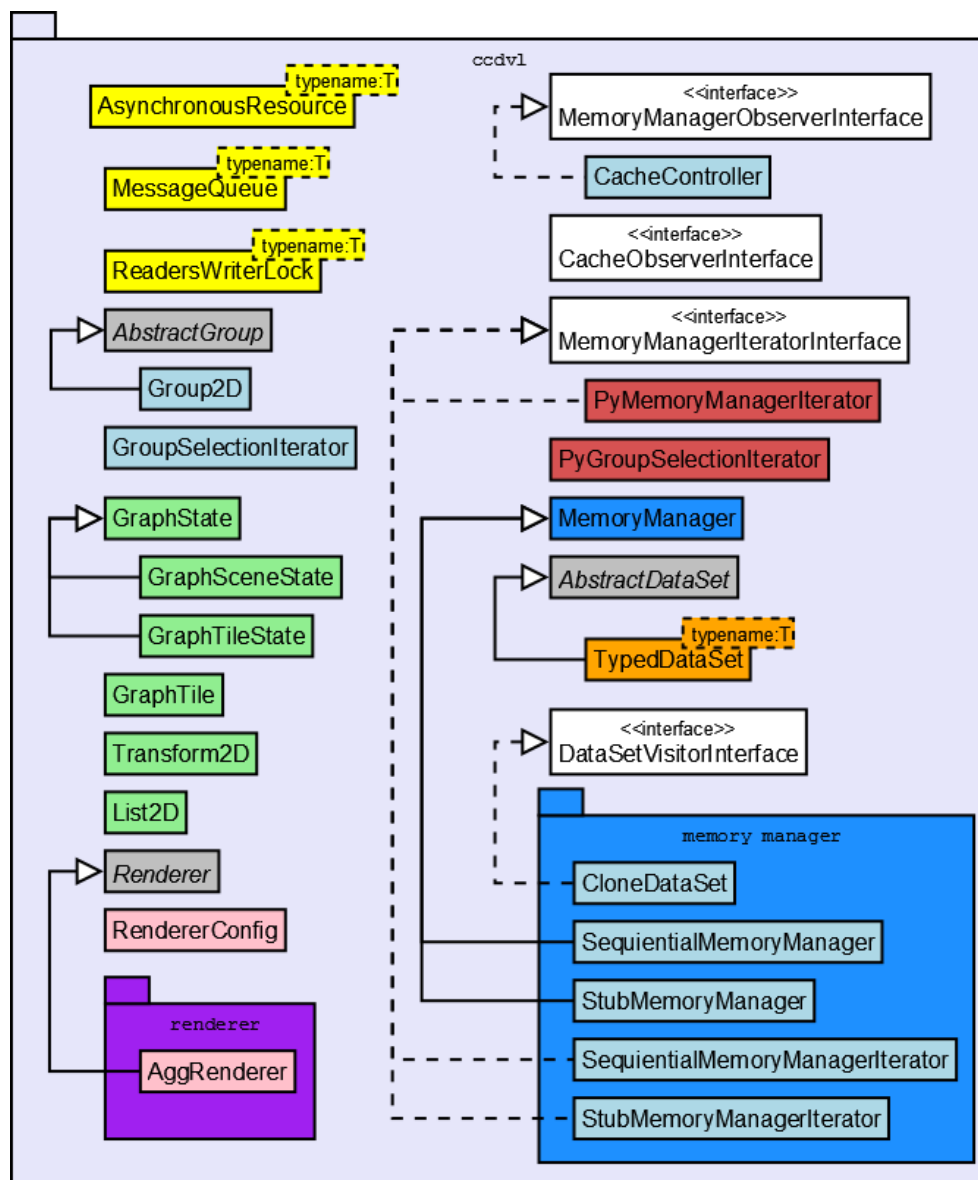 ccdvl
typename:T
AsynchronousResource
typename:T
MessageQueue
typename:T
ReadersWriterLock
AbstractGroup
Group2D
GroupSelectionIterator
GraphState
GraphSceneState
GraphTileState
GraphTile
Transform2D
List2D
Renderer
RendererConfig
renderer
AggRenderer
<<interface>>
MemoryManagerObserverInterface
CacheController
<<interface>>
CacheObserverInterface
<<interface>>
MemoryManagerIteratorInterface
PyMemoryManagerIterator
PyGroupSelectionIterator
MemoryManager
AbstractDataSet
typename:T
TypedDataSet
<<interface>>
DataSetVisitorInterface
memory manager
CloneDataSet
SequientialMemoryManager
StubMemoryManager
SequientialMemoryManagerIterator
StubMemoryManagerIterator